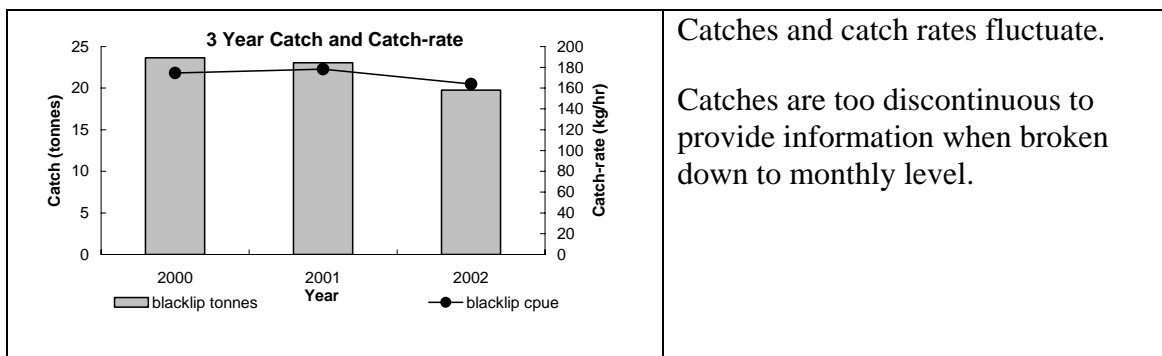 3 Year Catch and Catch-rate
25
20
15
10
5
0
Catch (tonnes)
200
180
160
140
120
100
80
60
40
20
0
Catch-rate (kg/hr)
2000 2001 2002
Year
blacklip tonnes blacklip cpue
Catches and catch rates fluctuate.
Catches are too discontinuous to
provide information when broken
down to monthly level.